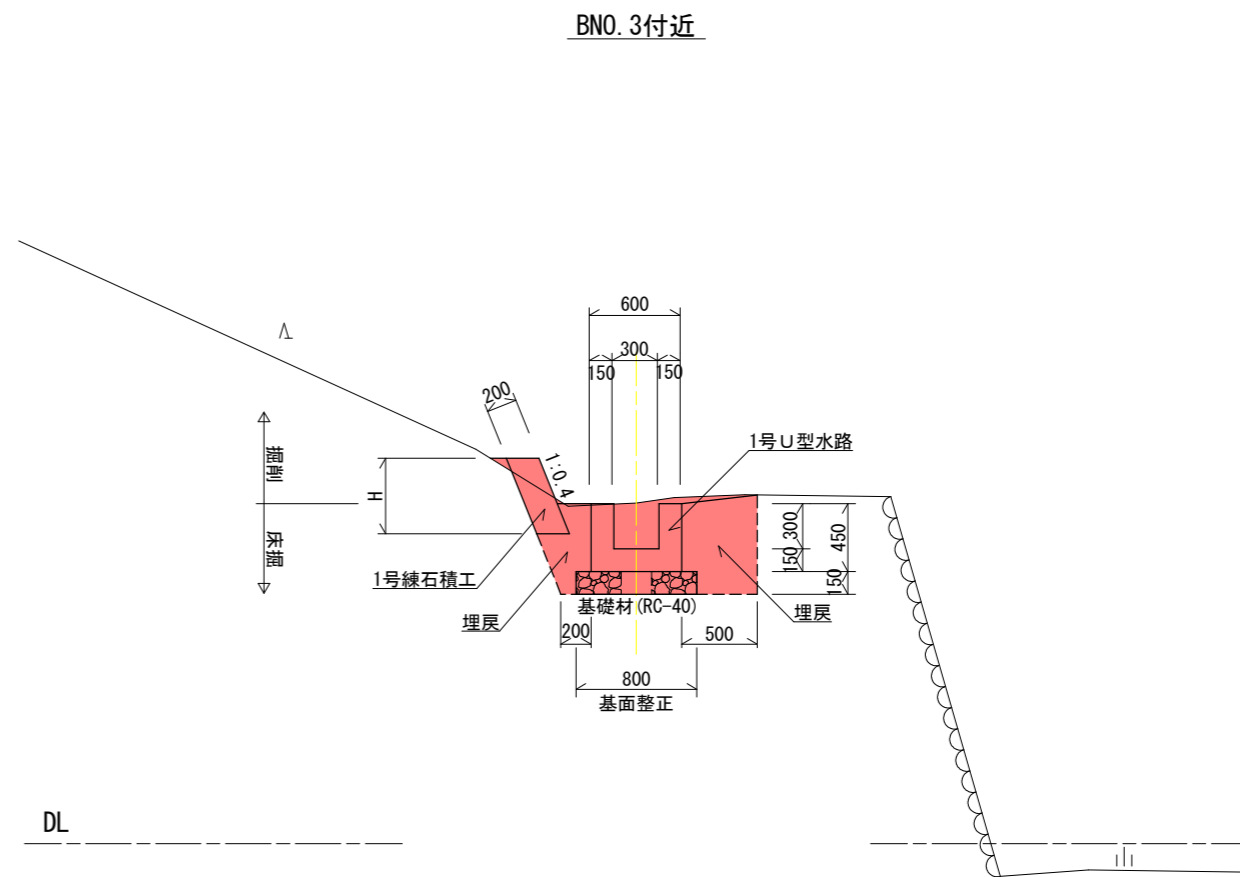 BNO.3付近
600
300
150
150
200
1:0.4
1号U型水路
掘削
H
床掘
300
450
150
150
1号練石積工
基礎材(RC-40)
埋戻
埋戻
200
500
800
基面整正
DL